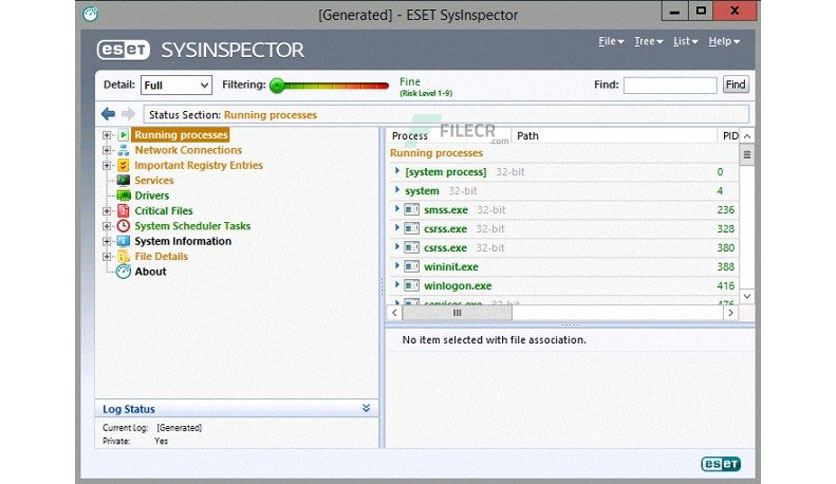 [Generated] - ESET SysInspector
eset SYSINSPECTOR
File Tree List Help
Detail: Full Filtering: Fine (Risk Level 1-9) Find: Find
Status Section: Running processes
Running processes
Network Connections
Important Registry Entries
Services
Drivers
Critical Files
System Scheduler Tasks
System Information
File Details
About
FILECR
.com
Process Path PID
Running processes
[system process] 32-bit 0
system 32-bit 4
smss.exe 32-bit 236
csrss.exe 32-bit 328
csrss.exe 32-bit 380
wininit.exe 388
winlogon.exe 416
services.exe 32-bit 476
No item selected with file association.
Log Status
Current Log: [Generated]
Private: Yes
eset